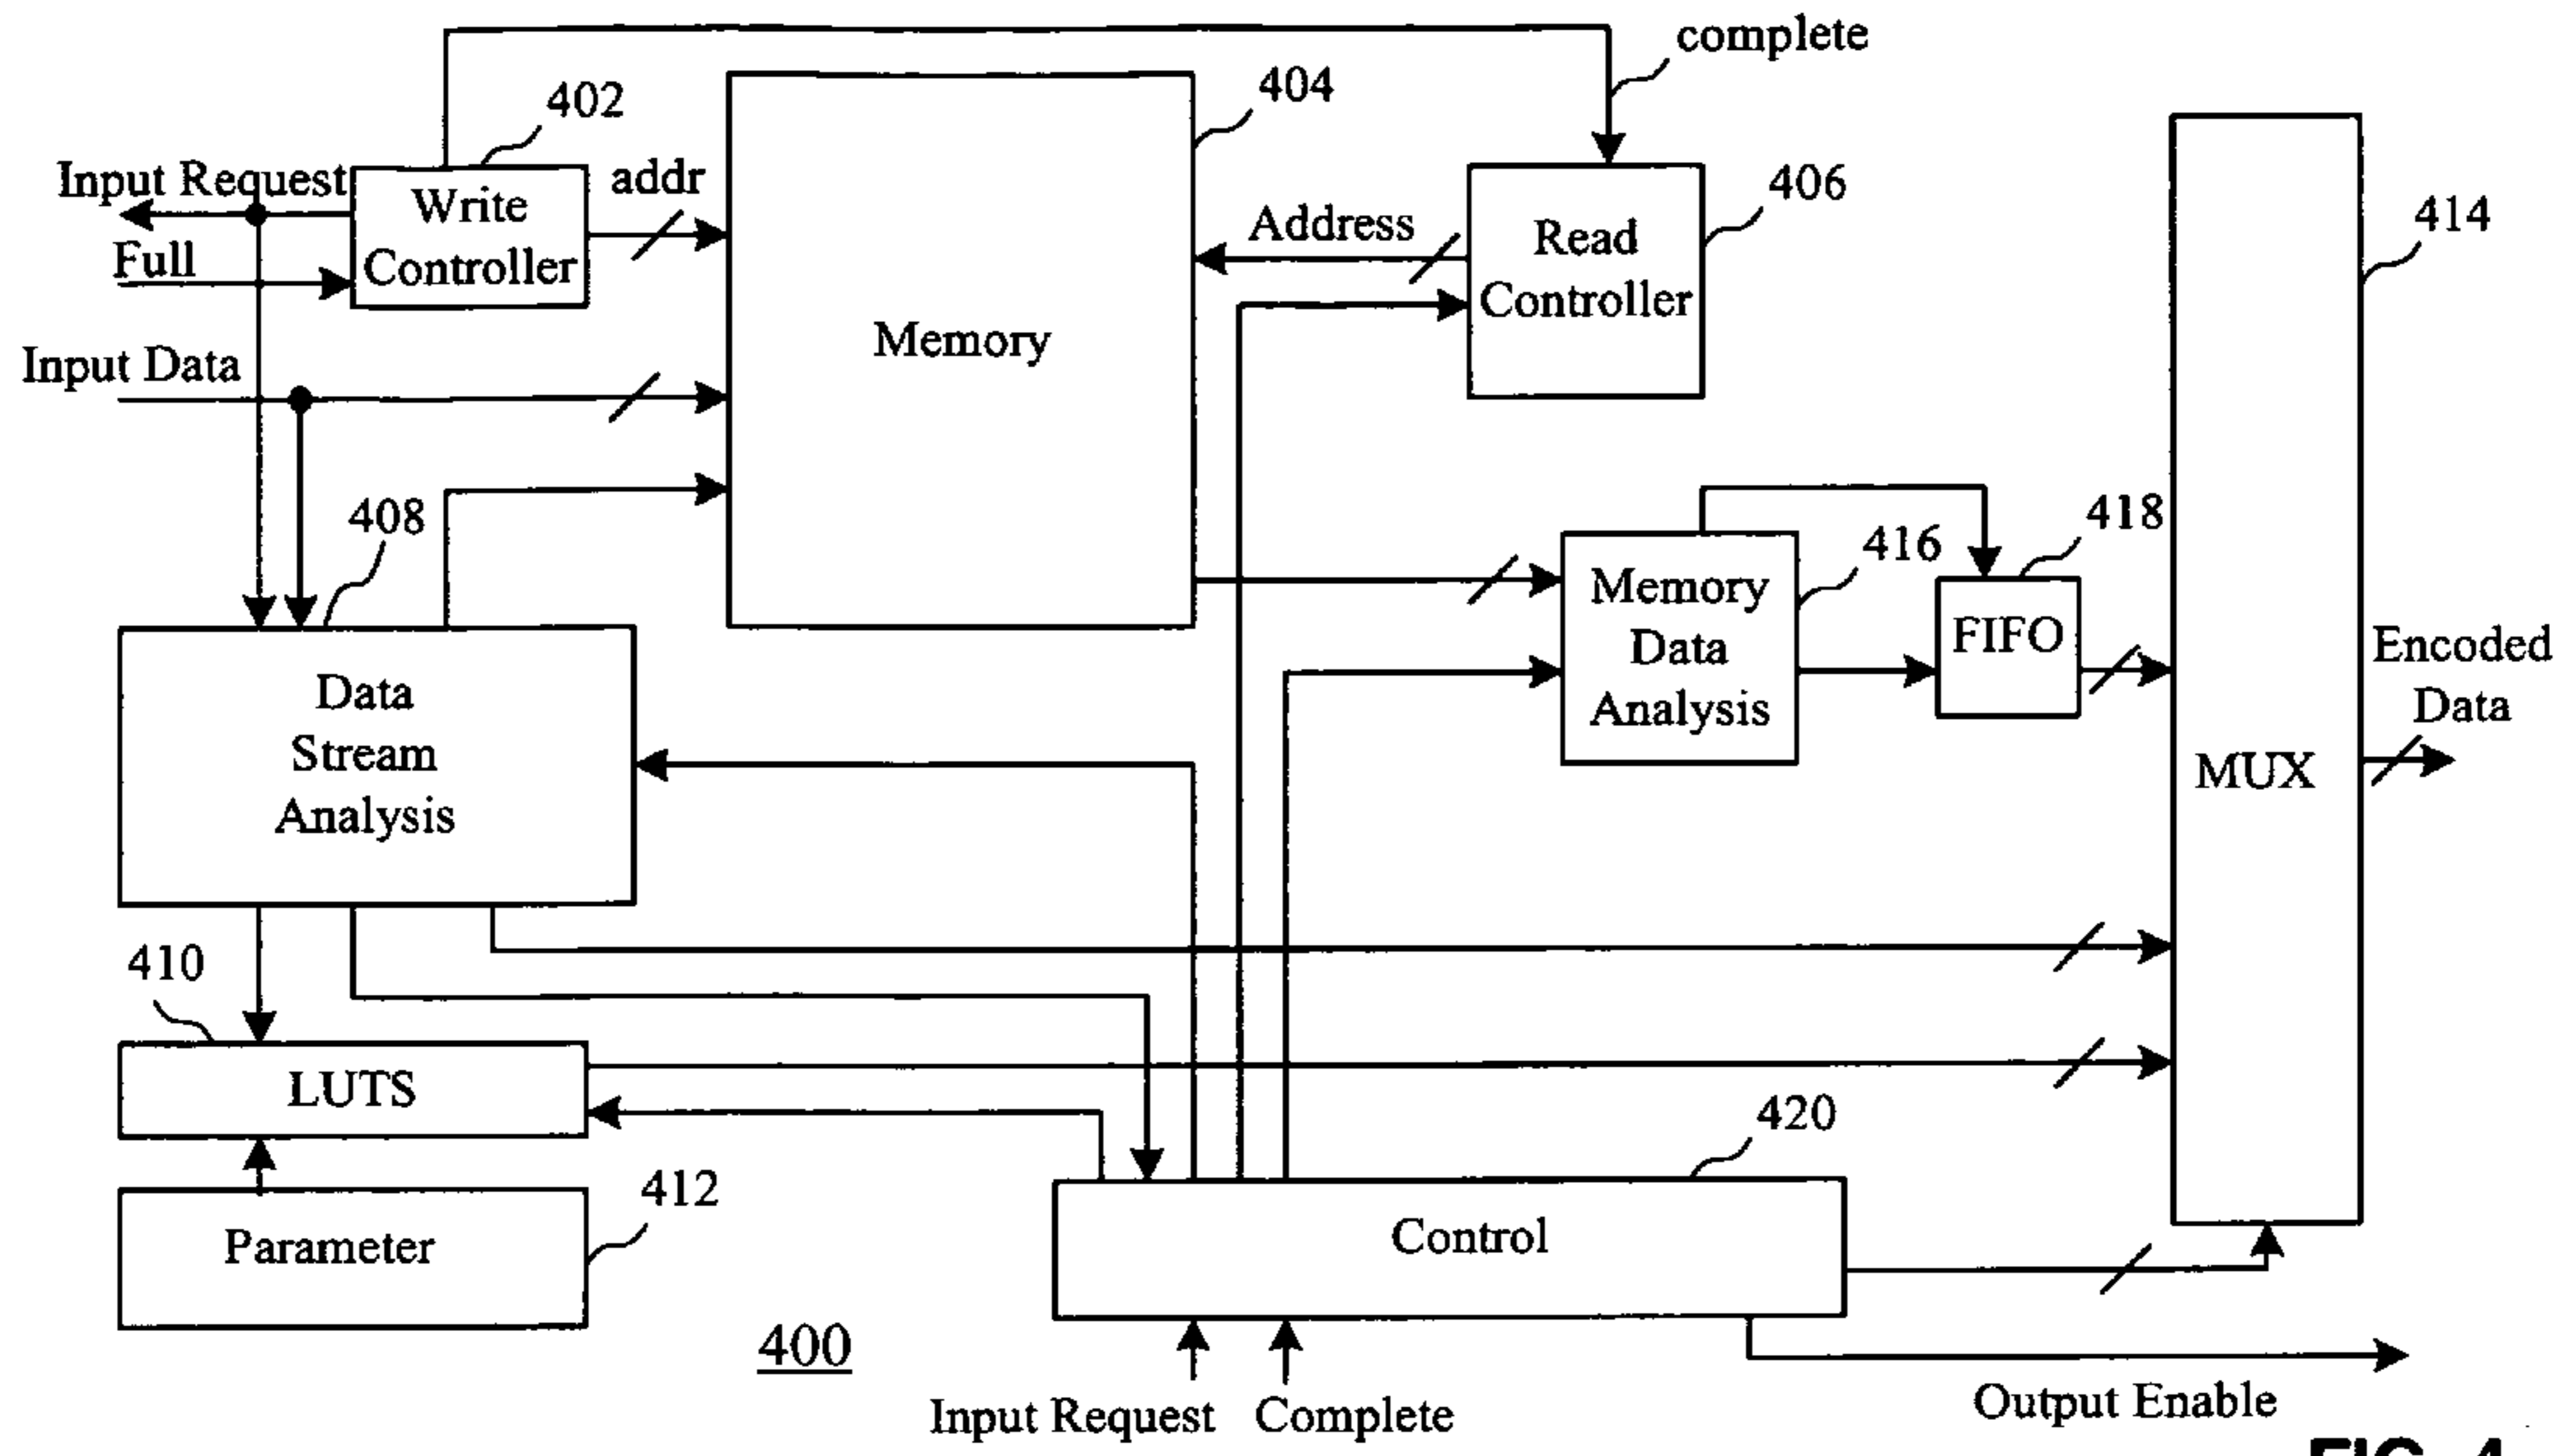 complete
402
404
Input Request
Write
Controller
addr
406
Address
Read
Controller
414
Full
Memory
Input Data
408
418
416
Memory
Data
Analysis
FIFO
Encoded
Data
Data
Stream
Analysis
MUX
410
LUTS
420
412
Parameter
Control
400
Input Request
Complete
Output Enable
FIG. 4